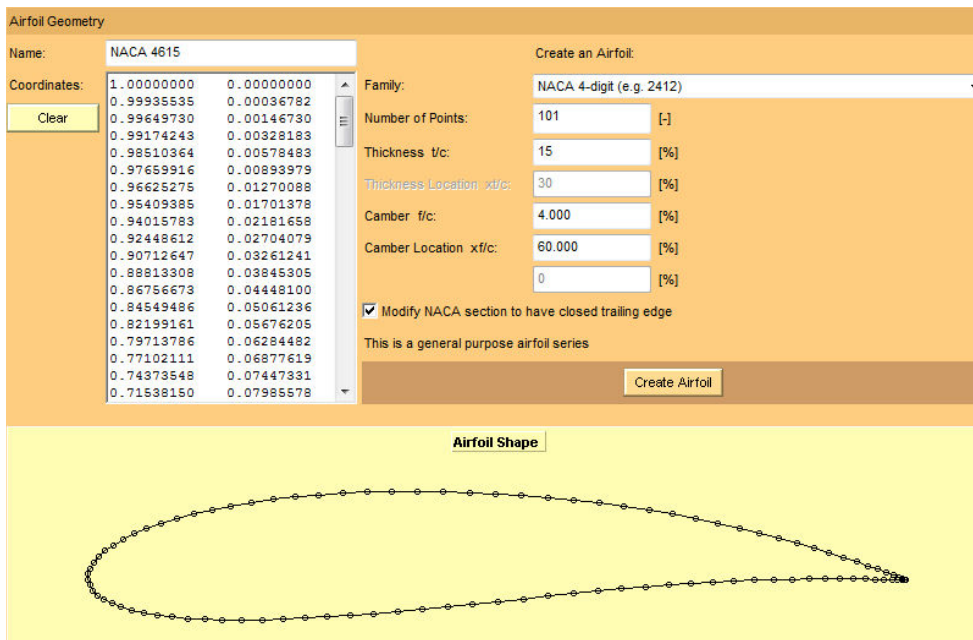 Airfoil Geometry
Name: NACA 4615 Create an Airfoil:
Coordinates: Family: NACA 4-digit (e.g. 2412)
Clear
1.00000000 0.00000000
0.99935535 0.00036782
0.99649730 0.00146730
0.99174243 0.00328183
0.98510364 0.00578483
0.97659916 0.00893979
0.96625275 0.01270088
0.95409385 0.01701378
0.94015783 0.02181658
0.92448612 0.02704079
0.90712647 0.03261241
0.88813308 0.03845305
0.86756673 0.04448100
0.84549486 0.05061236
0.82199161 0.05676205
0.79713786 0.06284482
0.77102111 0.06877619
0.74373548 0.07447331
0.71538150 0.07985578
Number of Points: 101 [-]
Thickness t/c: 15 [%]
Thickness Location xt/c: 30 [%]
Camber f/c: 4.000 [%]
Camber Location xf/c: 60.000 [%]
0 [%]
Modify NACA section to have closed trailing edge
This is a general purpose airfoil series
Create Airfoil
Airfoil Shape